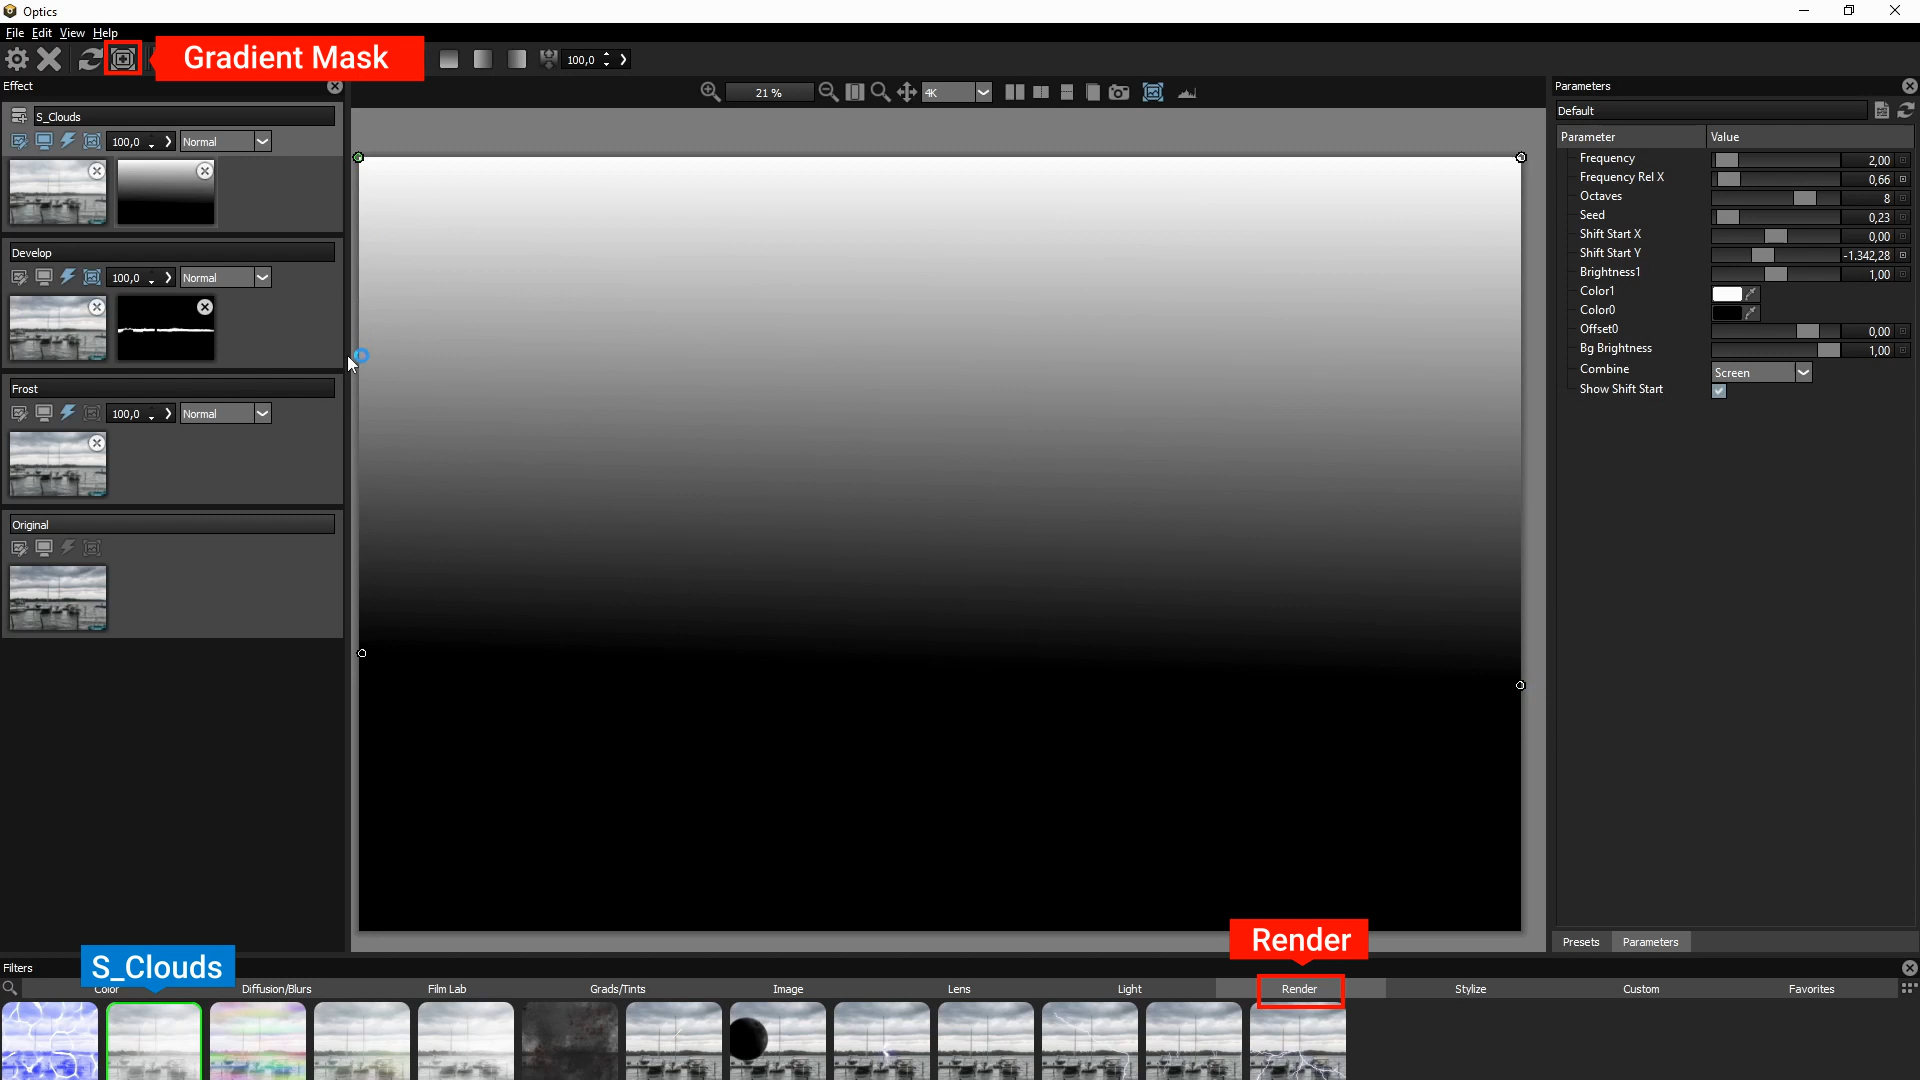 Optics
File Edit View Help
Gradient Mask
100,0
Effect
S_Clouds
100,0 Normal
Develop
100,0 Normal
Frost
100,0 Normal
Original
21 %
4K
Parameters
Default
Parameter Value
Frequency 2,00
Frequency Rel X 0,66
Octaves 8
Seed 0,23
Shift Start X 0,00
Shift Start Y -1.342,28
Brightness1 1,00
Color1
Color0
Offset0 0,00
Bg Brightness 1,00
Combine Screen
Show Shift Start
Presets Parameters
Render
Filters
S_Clouds
Color Diffusion/Blurs Film Lab Grads/Tints Image Lens Light Render Stylize Custom Favorites